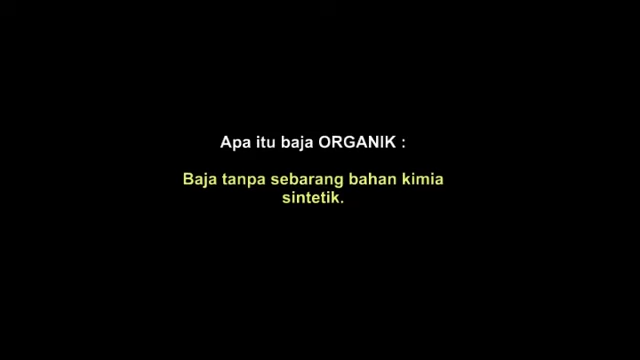 Apa itu baja ORGANIK :
Baja tanpa sebarang bahan kimia
sintetik.